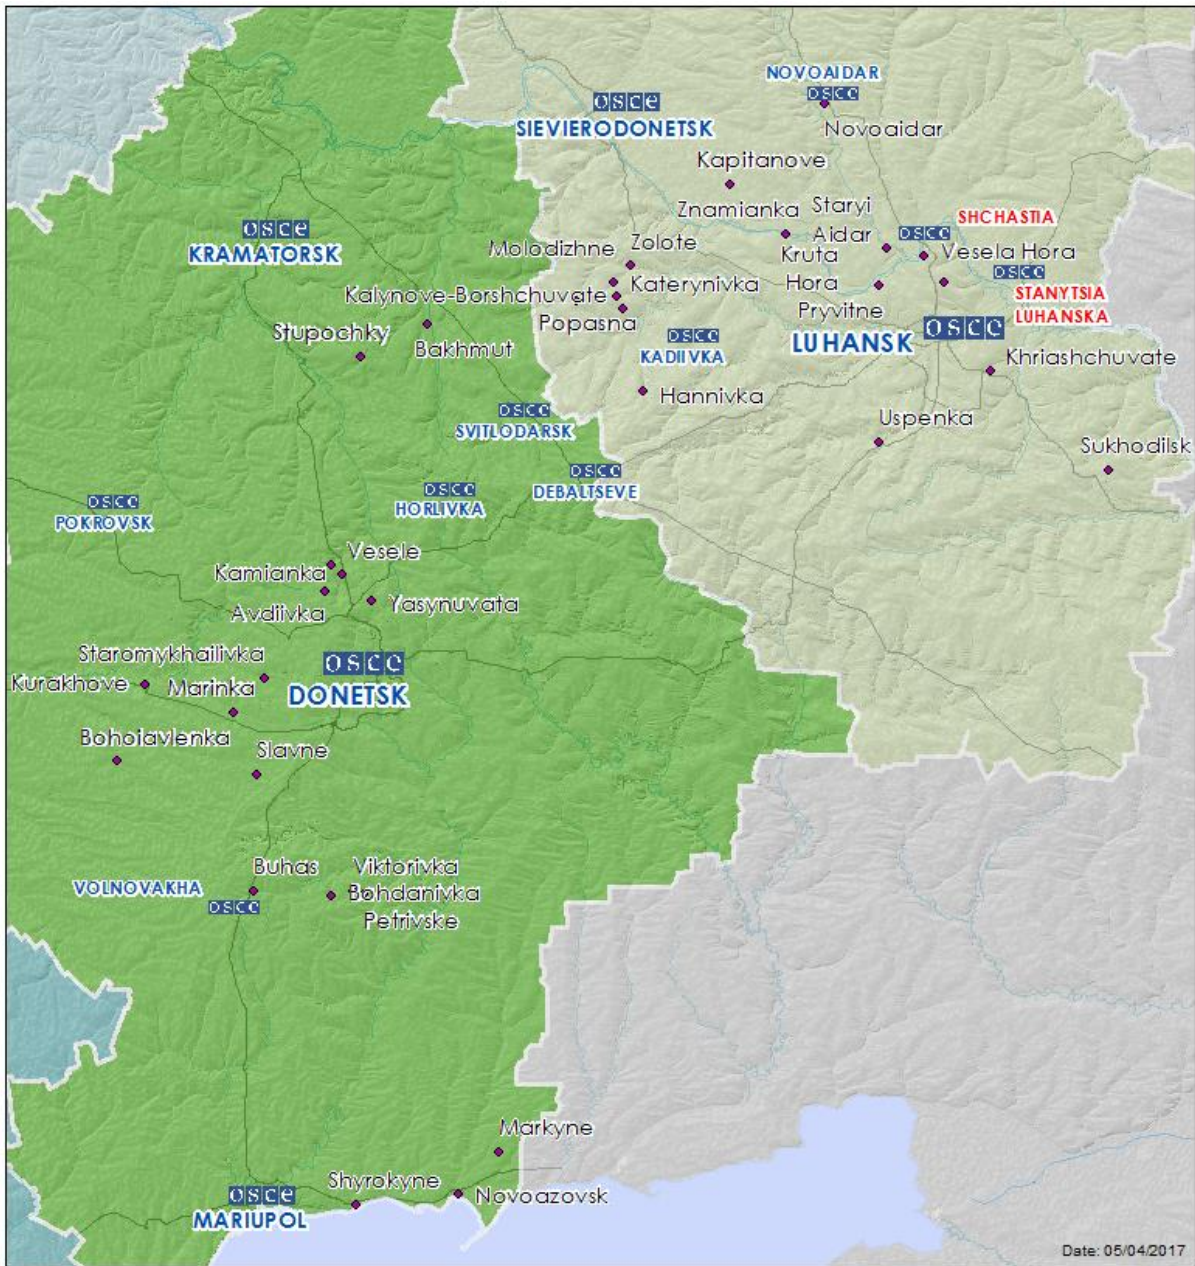 NOVOAIDAR
osce
osce
SIEVIERODONETSK
Novoaidar
Kapitanove
Znamianka
Staryi
Aidar
SHCHASTIA
osce
osce
KRAMATORSK
Molodizhne
Zolote
Kruta
Hora
Vesela Hora
osce
STANYTSIA
LUHANSKA
Kalynove-Borshchuvate
Katerynivka
Popasna
Pryvitne
Stupochky
Bakhmut
osce
KADIIVKA
LUHANSK
osce
Khriashchuvate
Hannivka
osce
SVITLODARSK
Uspenka
Sukhodilsk
osce
DEBALTSEVE
osce
POKROVSK
osce
HORLIVKA
Vesele
Kamianka
Avdiivka
Yasynuvata
Staromykhailivka
Kurakhove
Marinka
osce
DONETSK
Bohoiavlenka
Slavne
Buhas
Viktorivka
VOLNOVAKHA
osce
Bohdanivka
Petrivske
Markyne
Shyrokyne
Novoazovsk
osce
MARIUPOL
Date: 05/04/2017